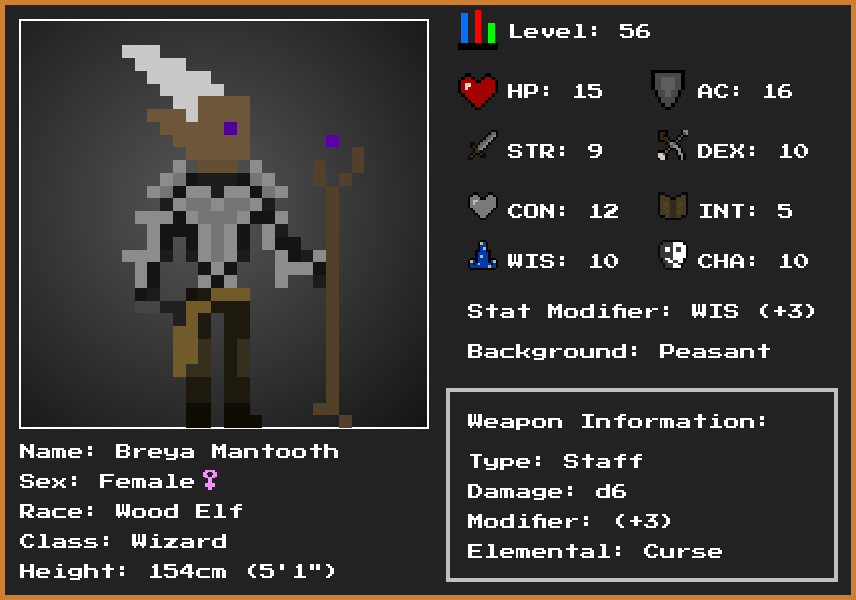 Level: 56
HP: 15 AC: 16
STR: 9 DEX: 10
CON: 12 INT: 5
WIS: 10 CHA: 10
Stat Modifier: WIS (+3)
Background: Peasant
Weapon Information:
Type: Staff
Damage: d6
Modifier: (+3)
Elemental: Curse
Name: Breya Mantooth
Sex: Female♀
Race: Wood Elf
Class: Wizard
Height: 154cm (5'1")